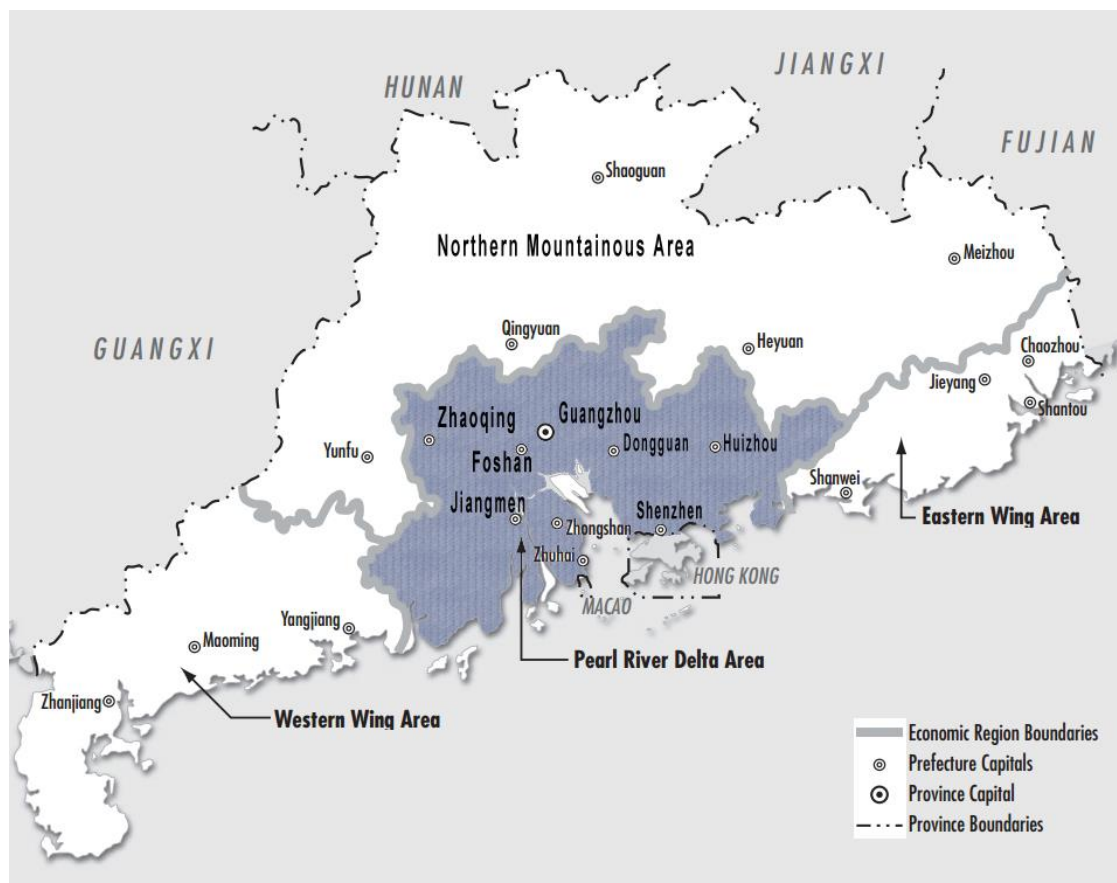 JIANGXI
HUNAN
FUJIAN
Shaoguan
Northern Mountainous Area
Meizhou
Qingyuan
Heyuan
GUANGXI
Chaozhou
Jieyang
Shantou
Zhaoqing
Guangzhou
Yunfu
Foshan
Dongguan
Huizhou
Shanwei
Jiangmen
Shenzhen
Eastern Wing Area
Zhongshan
Zhuhai
HONG KONG
MACAO
Yangjiang
Maoming
Pearl River Delta Area
Zhanjiang
Western Wing Area
Economic Region Boundaries
Prefecture Capitals
Province Capital
Province Boundaries